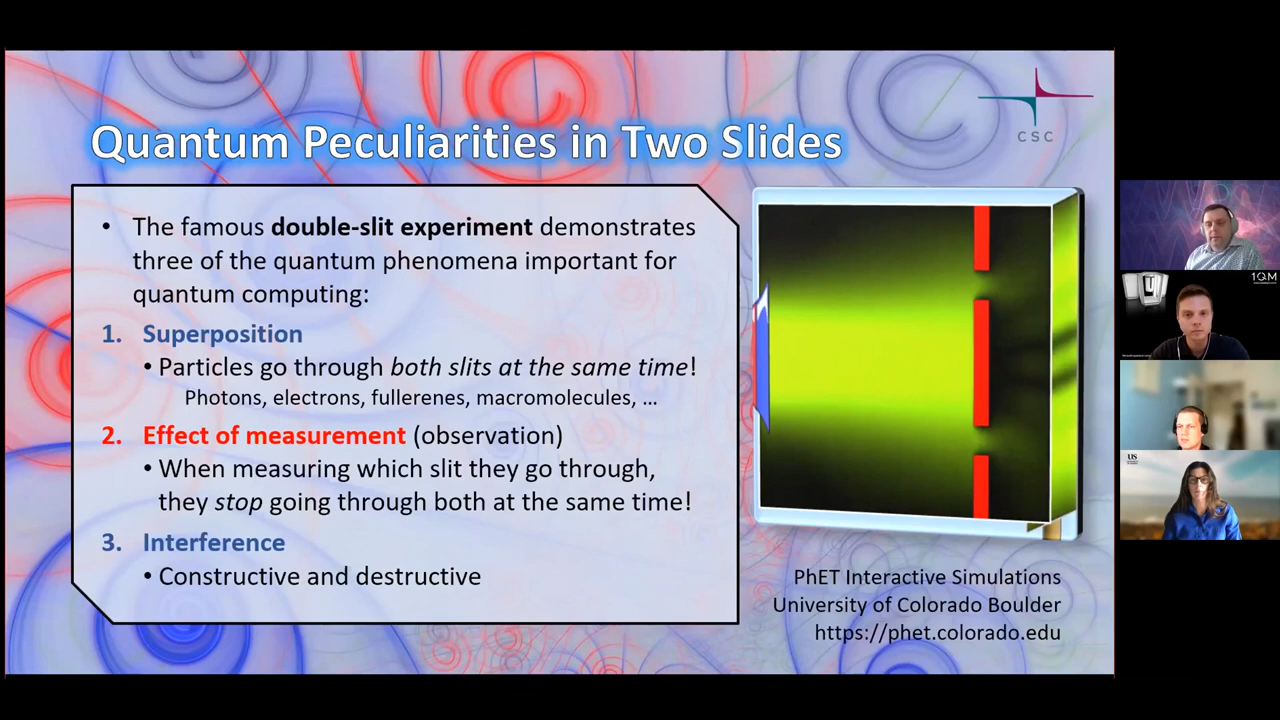 Quantum Peculiarities in Two Slides
CSC
• The famous double-slit experiment demonstrates
three of the quantum phenomena important for
quantum computing:
1. Superposition
• Particles go through both slits at the same time!
Photons, electrons, fullerenes, macromolecules, …
2. Effect of measurement (observation)
• When measuring which slit they go through,
they stop going through both at the same time!
3. Interference
• Constructive and destructive
PhET Interactive Simulations
University of Colorado Boulder
https://phet.colorado.edu
IQM
US